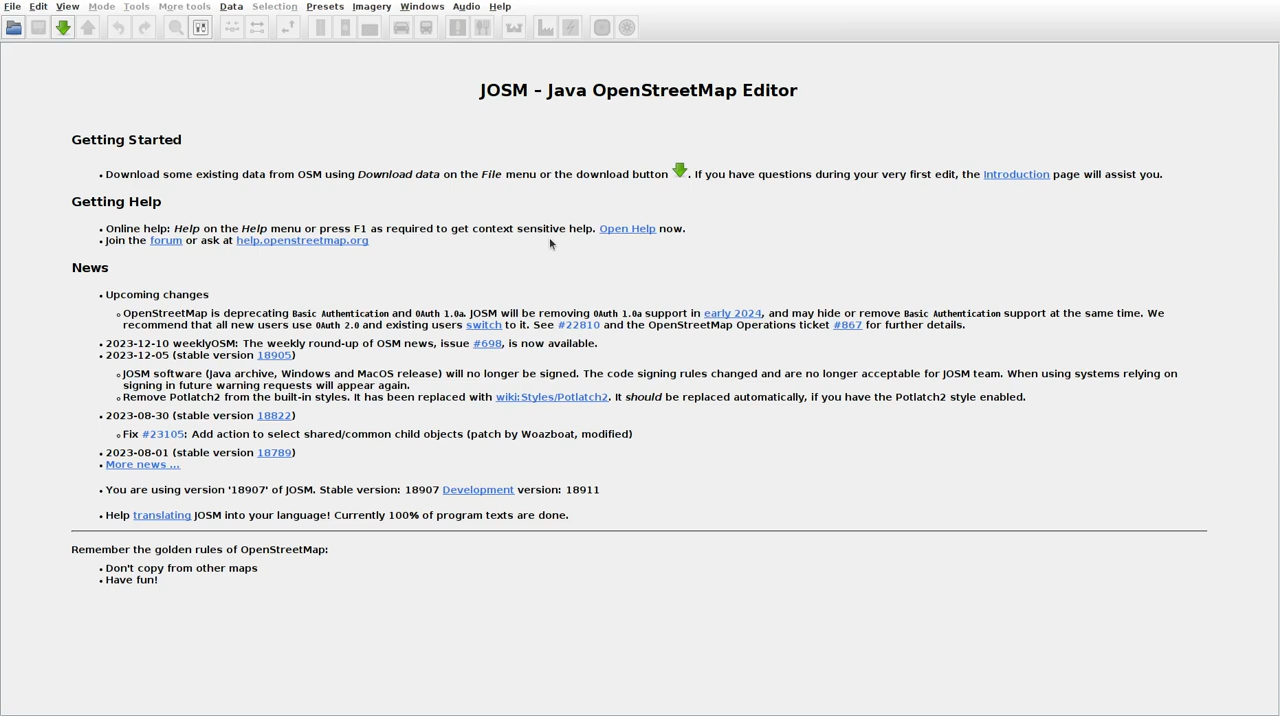 File Edit View Mode Tools More tools Data Selection Presets Imagery Windows Audio Help
JOSM – Java OpenStreetMap Editor
Getting Started
Download some existing data from OSM using Download data on the File menu or the download button . If you have questions during your very first edit, the Introduction page will assist you.
Getting Help
Online help: Help on the Help menu or press F1 as required to get context sensitive help. Open Help now.
Join the forum or ask at help.openstreetmap.org
News
Upcoming changes
OpenStreetMap is deprecating Basic Authentication and OAuth 1.0a. JOSM will be removing OAuth 1.0a support in early 2024, and may hide or remove Basic Authentication support at the same time. We
recommend that all new users use OAuth 2.0 and existing users switch to it. See #22810 and the OpenStreetMap Operations ticket #867 for further details.
2023-12-10 weeklyOSM: The weekly round-up of OSM news, issue #698, is now available.
2023-12-05 (stable version 18905)
JOSM software (Java archive, Windows and MacOS release) will no longer be signed. The code signing rules changed and are no longer acceptable for JOSM team. When using systems relying on
signing in future warning requests will appear again.
Remove Potlatch2 from the built-in styles. It has been replaced with wiki:Styles/Potlatch2. It should be replaced automatically, if you have the Potlatch2 style enabled.
2023-08-30 (stable version 18822)
Fix #23105: Add action to select shared/common child objects (patch by Woazboat, modified)
2023-08-01 (stable version 18789)
More news ...
You are using version '18907' of JOSM. Stable version: 18907 Development version: 18911
Help translating JOSM into your language! Currently 100% of program texts are done.
Remember the golden rules of OpenStreetMap:
Don't copy from other maps
Have fun!